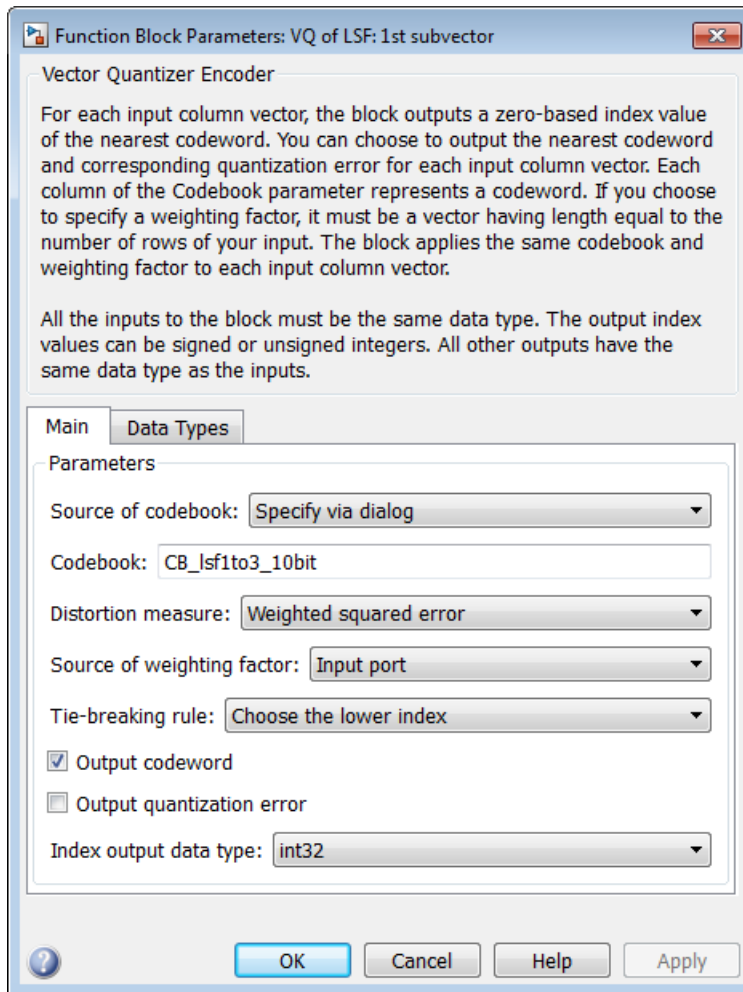 Function Block Parameters: VQ of LSF: 1st subvector
Vector Quantizer Encoder
For each input column vector, the block outputs a zero-based index value
of the nearest codeword. You can choose to output the nearest codeword
and corresponding quantization error for each input column vector. Each
column of the Codebook parameter represents a codeword. If you choose
to specify a weighting factor, it must be a vector having length equal to the
number of rows of your input. The block applies the same codebook and
weighting factor to each input column vector.
All the inputs to the block must be the same data type. The output index
values can be signed or unsigned integers. All other outputs have the
same data type as the inputs.
Main Data Types
Parameters
Source of codebook: Specify via dialog
Codebook: CB_lsf1to3_10bit
Distortion measure: Weighted squared error
Source of weighting factor: Input port
Tie-breaking rule: Choose the lower index
Output codeword
Output quantization error
Index output data type: int32
? OK Cancel Help Apply